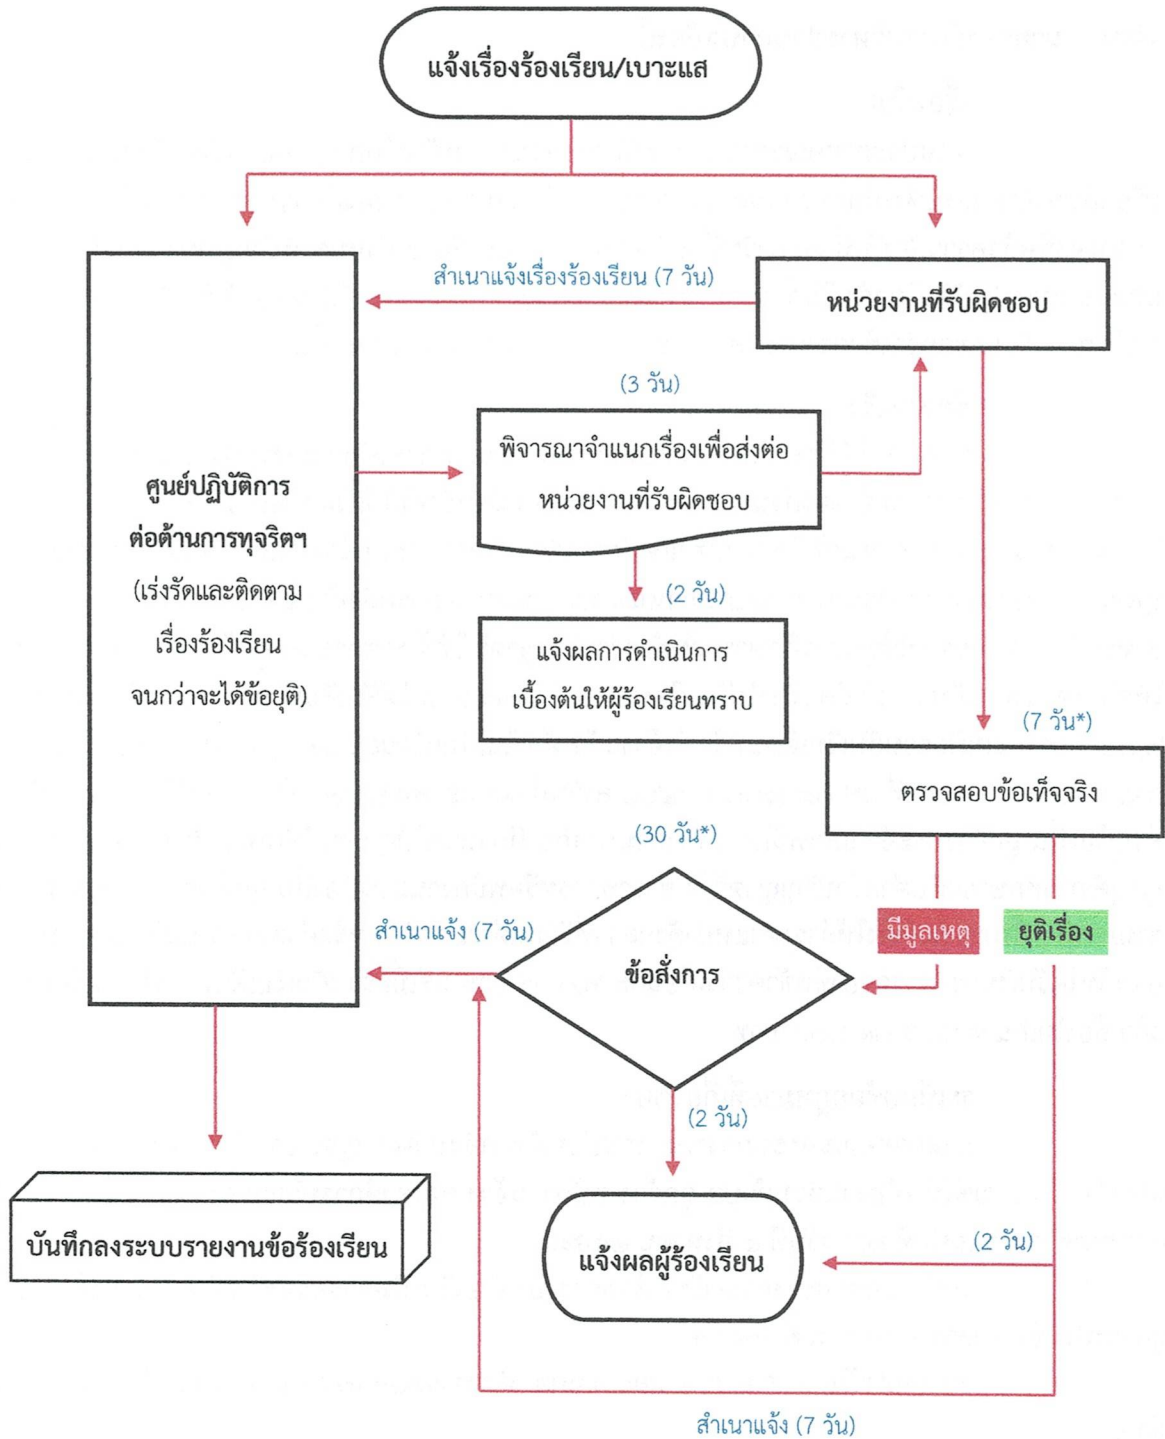 แจ้งเรื่องร้องเรียน/เบาะแส
สำเนาแจ้งเรื่องร้องเรียน (7 วัน)
หน่วยงานที่รับผิดชอบ
(3 วัน)
พิจารณาจำแนกเรื่องเพื่อส่งต่อ
หน่วยงานที่รับผิดชอบ
ศูนย์ปฏิบัติการ
ต่อต้านการทุจริตฯ
(เร่งรัดและติดตาม
เรื่องร้องเรียน
จนกว่าจะได้ข้อยุติ)
(2 วัน)
แจ้งผลการดำเนินการ
เบื้องต้นให้ผู้ร้องเรียนทราบ
(7 วัน*)
ตรวจสอบข้อเท็จจริง
(30 วัน*)
มีมูลเหตุ
ยุติเรื่อง
สำเนาแจ้ง (7 วัน)
ข้อสั่งการ
(2 วัน)
บันทึกลงระบบรายงานข้อร้องเรียน
แจ้งผลผู้ร้องเรียน
(2 วัน)
สำเนาแจ้ง (7 วัน)